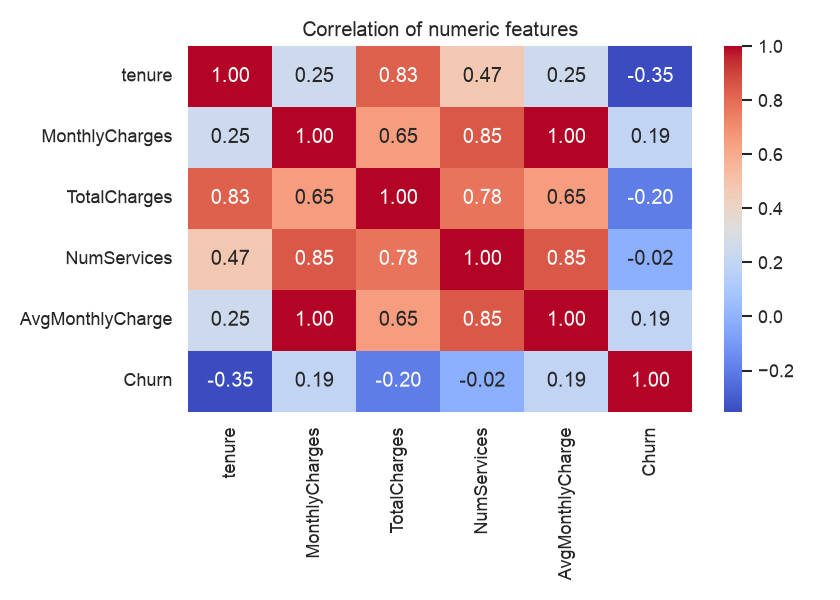 Correlation of numeric features
tenure 1.00 0.25 0.83 0.47 0.25 -0.35
MonthlyCharges 0.25 1.00 0.65 0.85 1.00 0.19
TotalCharges 0.83 0.65 1.00 0.78 0.65 -0.20
NumServices 0.47 0.85 0.78 1.00 0.85 -0.02
AvgMonthlyCharge 0.25 1.00 0.65 0.85 1.00 0.19
Churn -0.35 0.19 -0.20 -0.02 0.19 1.00
tenure
MonthlyCharges
TotalCharges
NumServices
AvgMonthlyCharge
Churn
1.0
0.8
0.6
0.4
0.2
0.0
−0.2